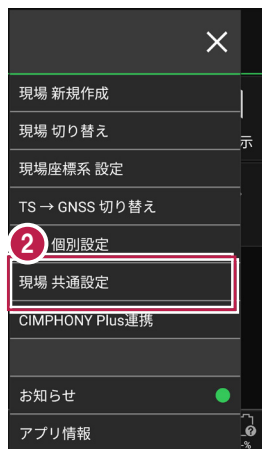 現場 新規作成
現場 切り替え
示
現場座標系 設定
TS → GNSS 切り替え
2 個別設定
現場 共通設定
CIMPHONY Plus連携
お知らせ
アプリ情報
-%